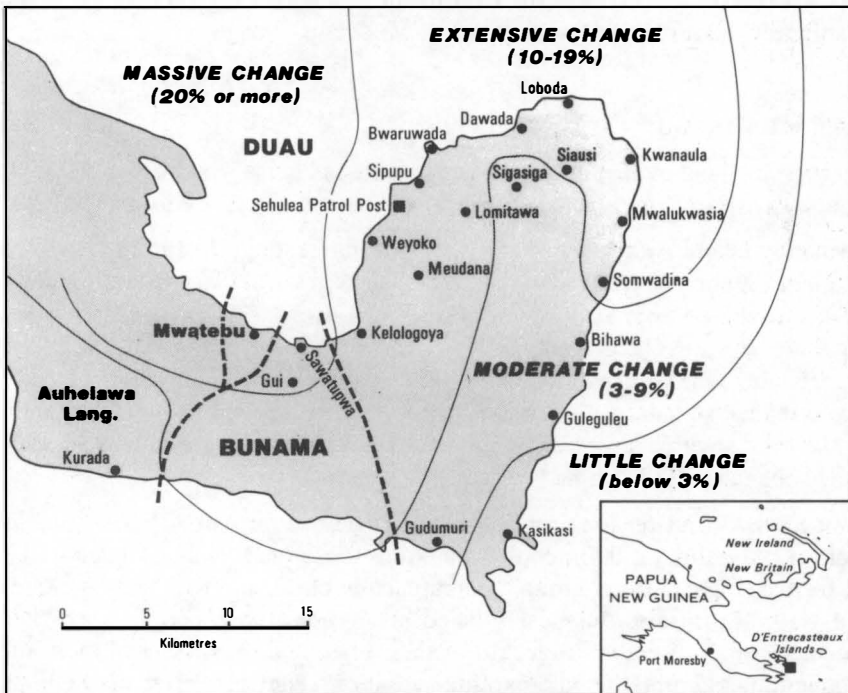 EXTENSIVE CHANGE
(10-19%)
MASSIVE CHANGE
(20% or more)
Loboda
Dawada
Bwaruwada
DUAU
Siausi
Kwanaula
Sipupu
Sigasiga
Sehulea Patrol Post
Lomitawa
Mwalukwasia
Weyoko
Meudana
Somwadina
Mwatebu
Kelologoya
Bihawa
Sawatupwa
Gui
MODERATE CHANGE
(3-9%)
Auhelawa
Lang.
BUNAMA
Guleguleu
Kurada
LITTLE CHANGE
(below 3%)
Gudumuri
Kasikasi
New Ireland
New Britain
PAPUA
NEW GUINEA
D'Entrecasteaux
Islands
Port Moresby
0 5 10 15
Kilometres